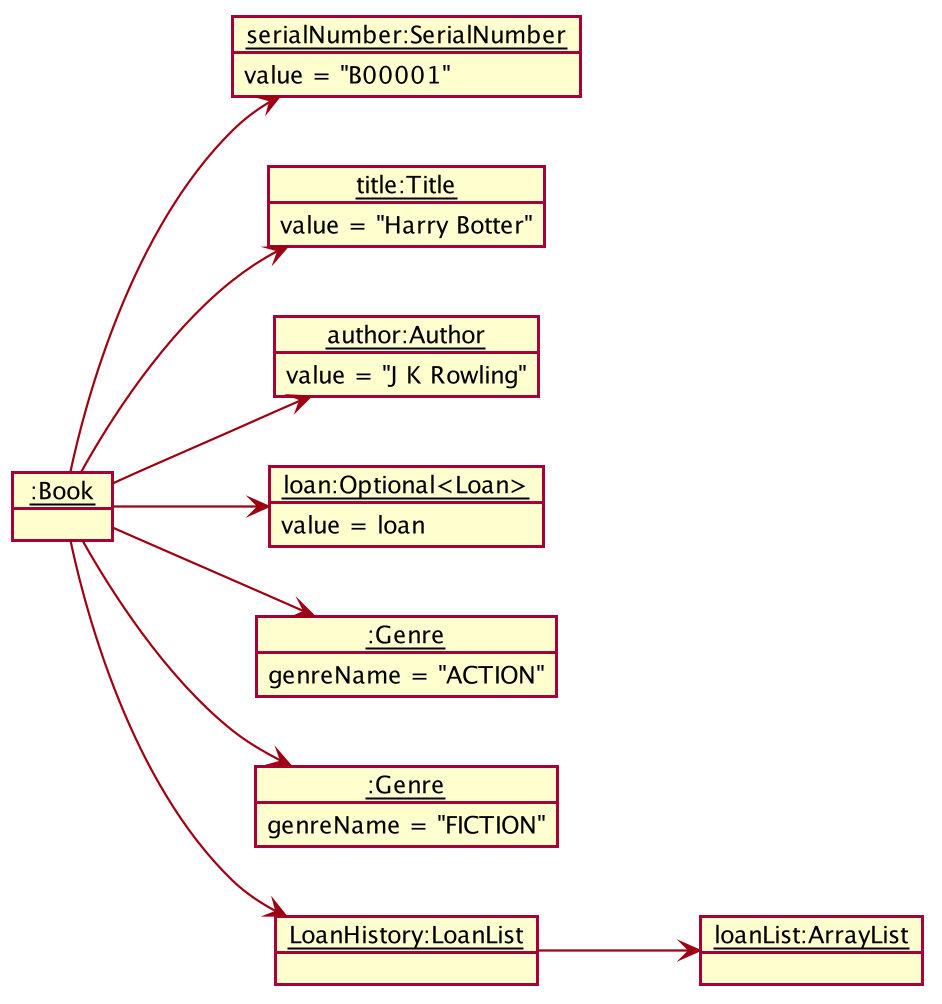 serialNumber:SerialNumber
value = "B00001"
title:Title
value = "Harry Botter"
author:Author
value = "J K Rowling"
:Book
loan:Optional<Loan>
value = loan
:Genre
genreName = "ACTION"
:Genre
genreName = "FICTION"
LoanHistory:LoanList
loanList:ArrayList